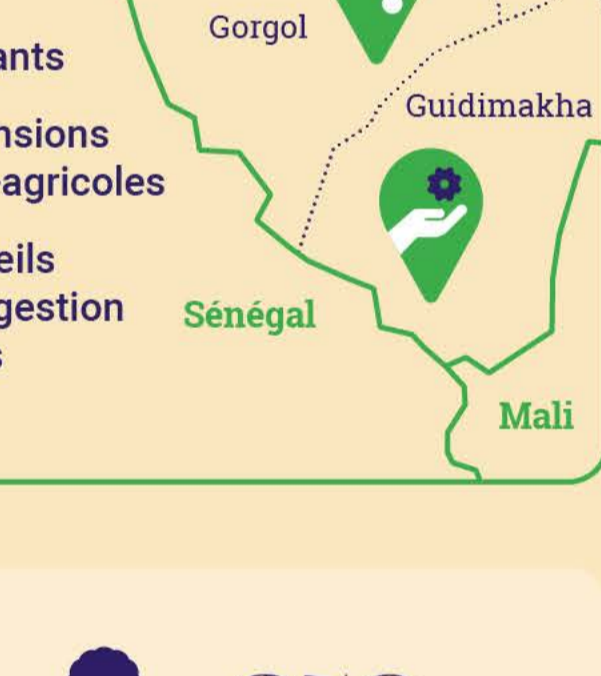 Gorgol
ants
Guidimakha
nsions
agricoles
eils
gestion
s
Sénégal
Mali